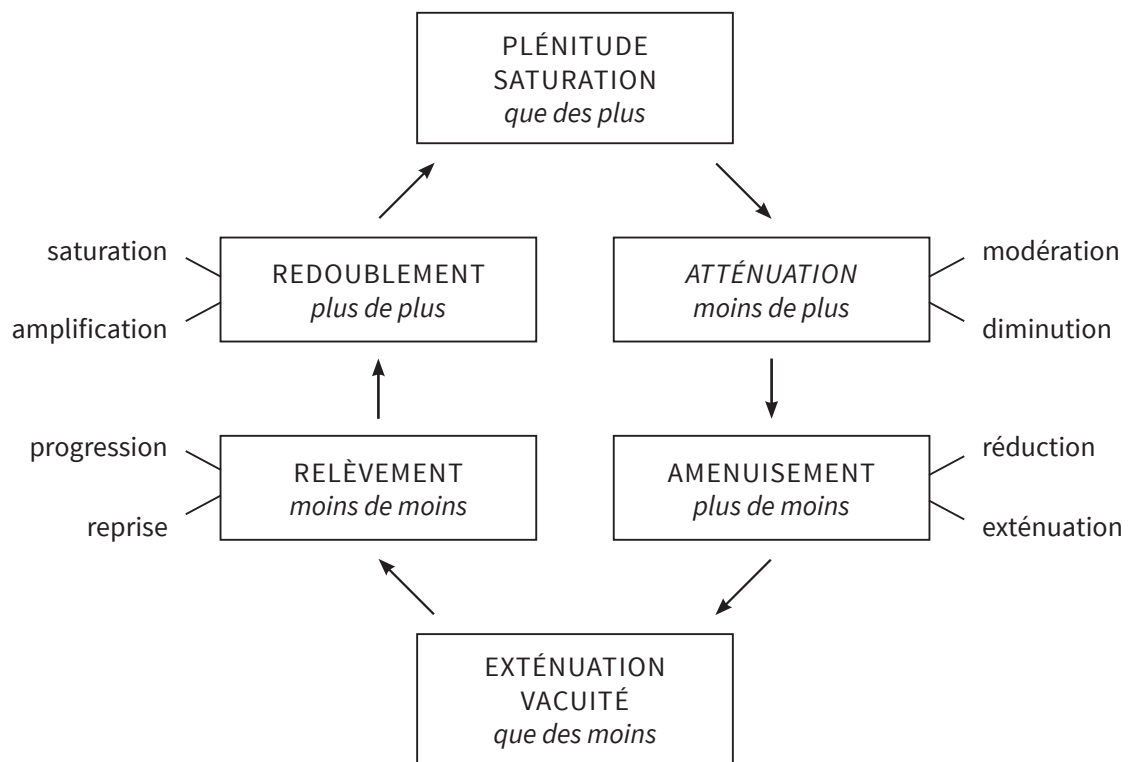 PLÉNITUDE
SATURATION
que des plus
saturation
amplification
REDOUBLEMENT
plus de plus
ATTÉNUATION
moins de plus
modération
diminution
progression
reprise
RELÈVEMENT
moins de moins
AMENUISEMENT
plus de moins
réduction
exténuation
EXTÉNUATION
VACUITÉ
que des moins